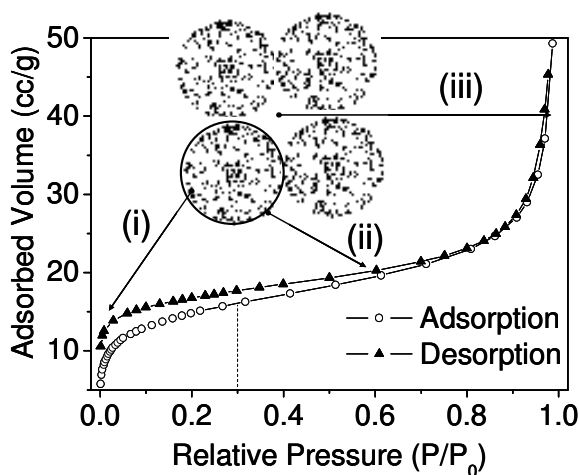 50
40
30
20
10
Adsorbed Volume (cc/g)
(iii)
(i)
(ii)
Adsorption
Desorption
0.0 0.2 0.4 0.6 0.8 1.0
Relative Pressure (P/P0)